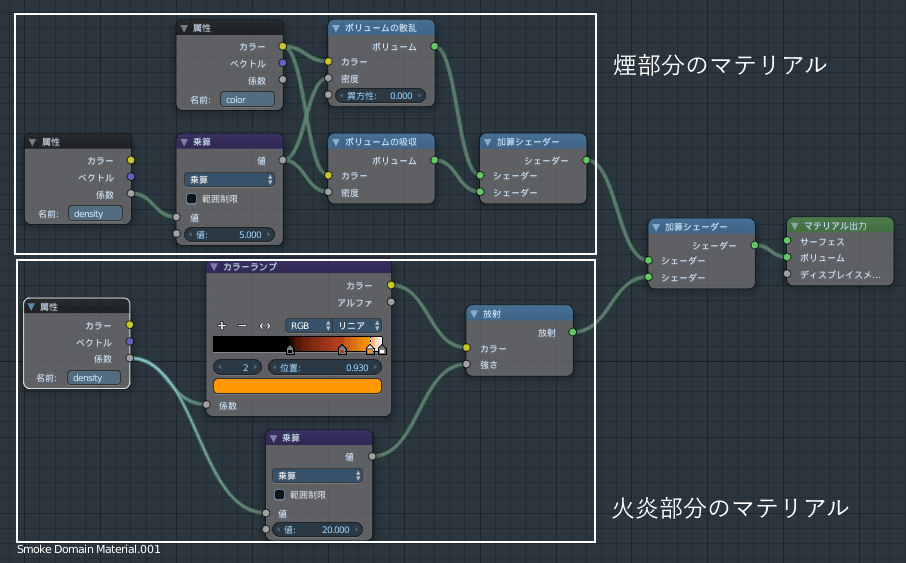 属性
カラー
ベクトル
係数
名前: color
ボリュームの散乱
ボリューム
カラー
密度
異方性: 0.000
煙部分のマテリアル
属性
カラー
ベクトル
係数
名前: density
乗算
値
乗算
範囲制限
値
値: 5.000
ボリュームの吸収
ボリューム
カラー
密度
加算シェーダー
シェーダー
シェーダー
シェーダー
加算シェーダー
シェーダー
シェーダー
シェーダー
マテリアル出力
サーフェス
ボリューム
ディスプレイスメ...
属性
カラー
ベクトル
係数
名前: density
カラーランプ
カラー
アルファ
RGB リニア
2 位置: 0.930
係数
放射
放射
カラー
強さ
乗算
値
乗算
範囲制限
値
値: 20.000
火炎部分のマテリアル
Smoke Domain Material.001